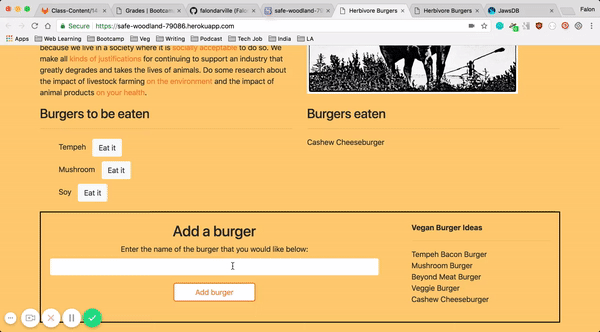 Class-Content/14
Grades | Bootcamp
falondarville (Falon
safe-woodland-79086
Herbivore Burgers
Herbivore Burgers
JawsDB
Falon
Secure
https://safe-woodland-79086.herokuapp.com
Apps
Web Learning
Bootcamp
Writing
Podcast
Tech Job
India
LA
because we live in a society where it is socially acceptable to do so. We
make all kinds of justifications for continuing to support an industry that
greatly degrades and takes the lives of animals. Do some research about
the impact of livestock farming on the environment and the impact of
animal products on your health.
Burgers to be eaten
Tempeh Eat it
Mushroom Eat it
Soy Eat it
Burgers eaten
Cashew Cheeseburger
Add a burger
Enter the name of the burger that you would like below:
Add burger
Vegan Burger Ideas
Tempeh Bacon Burger
Mushroom Burger
Beyond Meat Burger
Veggie Burger
Cashew Cheeseburger